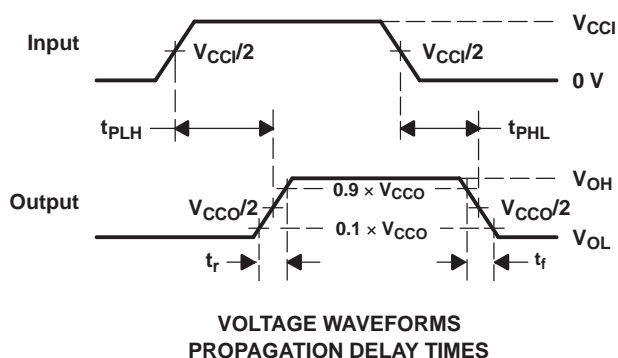 V_CCI
Input
V_CCI/2
V_CCI/2
0 V
t_PLH
t_PHL
V_OH
0.9 × V_CCO
Output
V_CCO/2
V_CCO/2
0.1 × V_CCO
V_OL
t_r
t_f
VOLTAGE WAVEFORMS
PROPAGATION DELAY TIMES